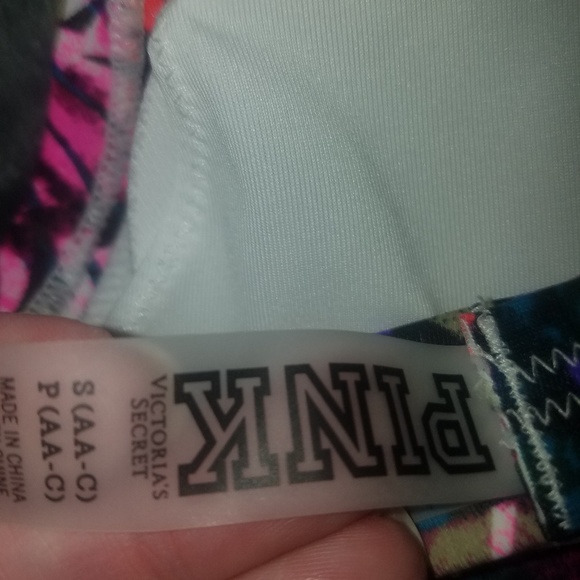 PINK
VICTORIA'S
SECRET
S (AA-C)
P (AA-C)
MADE IN CHINA